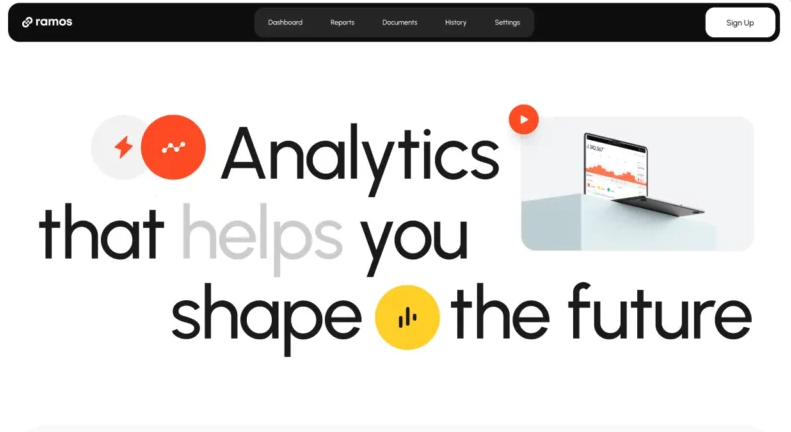 ramos
Dashboard Reports Documents History Settings
Sign Up
Analytics
that helps you
shape the future